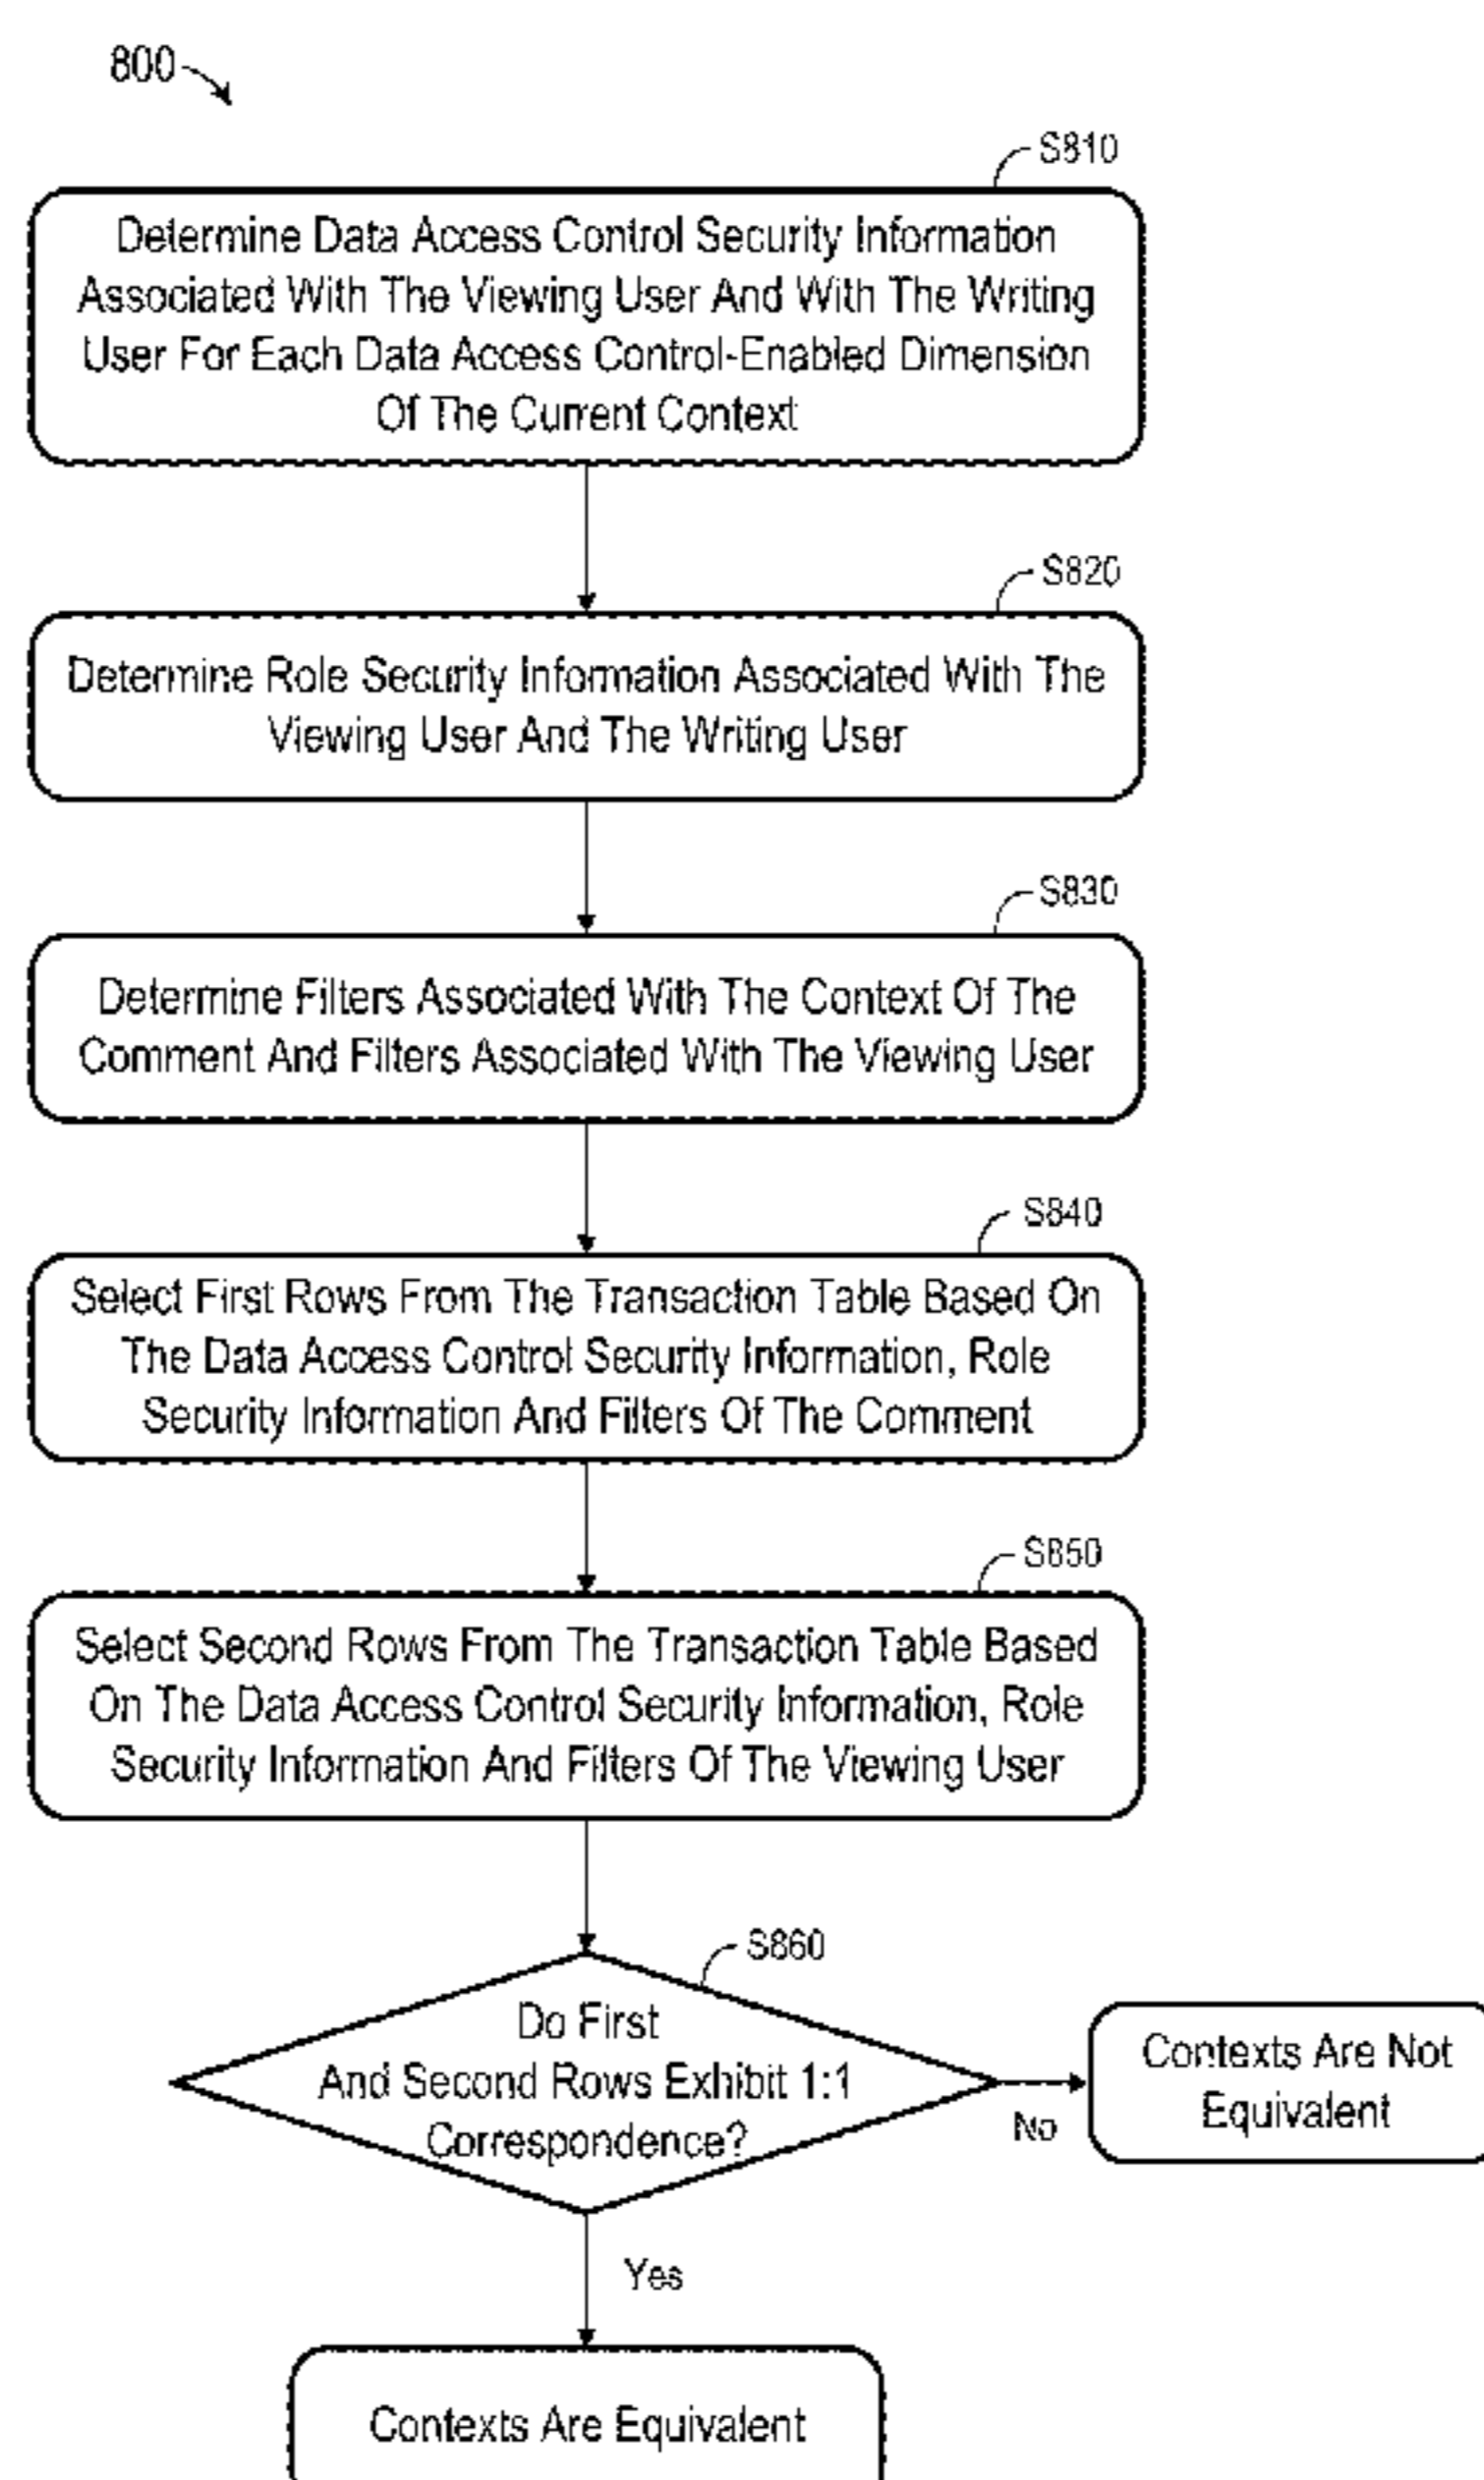 800
S810
Determine Data Access Control Security Information
Associated With The Viewing User And With The Writing
User For Each Data Access Control-Enabled Dimension
Of The Current Context
S820
Determine Role Security Information Associated With The
Viewing User And The Writing User
S830
Determine Filters Associated With The Context Of The
Comment And Filters Associated With The Viewing User
S840
Select First Rows From The Transaction Table Based On
The Data Access Control Security Information, Role
Security Information And Filters Of The Comment
S850
Select Second Rows From The Transaction Table Based
On The Data Access Control Security Information, Role
Security Information And Filters Of The Viewing User
S860
Do First
And Second Rows Exhibit 1:1
Correspondence?
No
Contexts Are Not
Equivalent
Yes
Contexts Are Equivalent